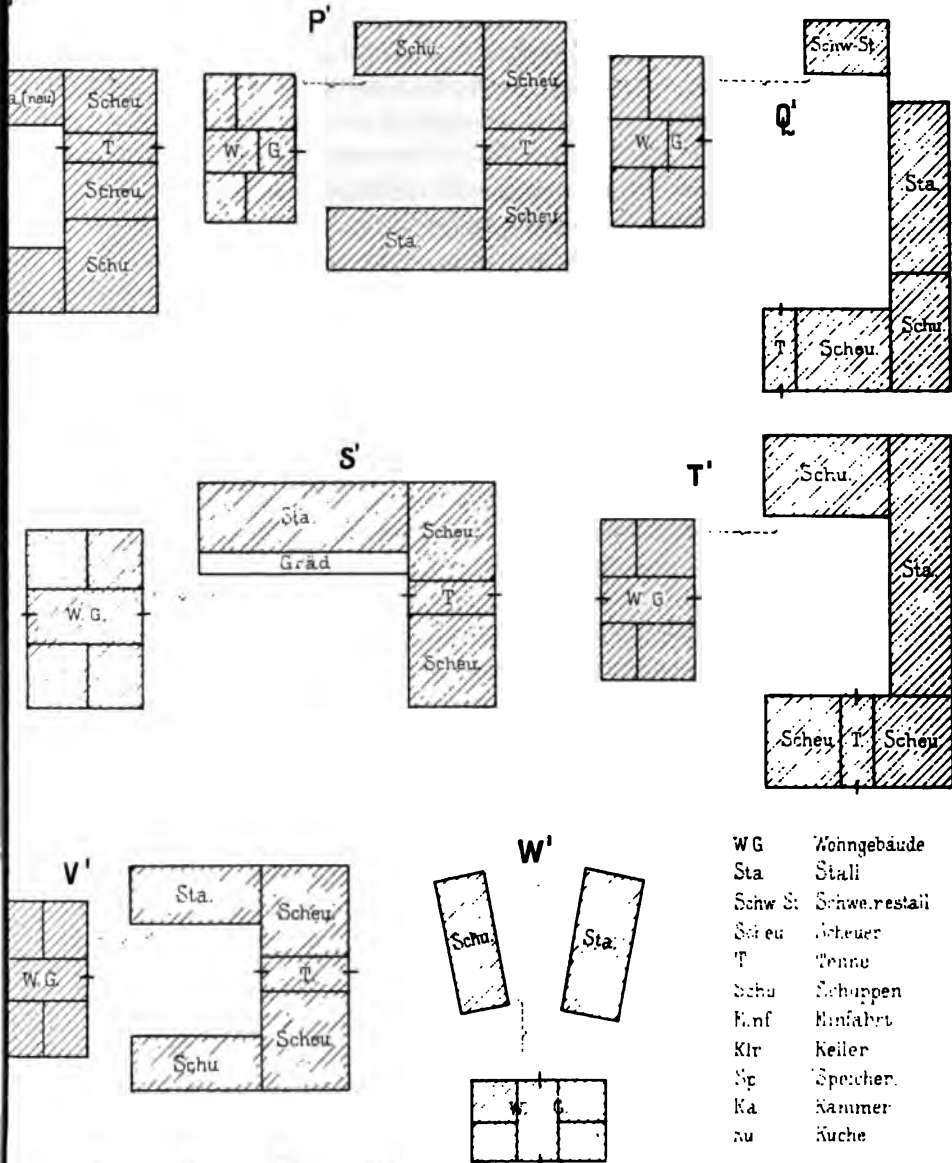 P'
a.(neu)
Scheu
T
Scheu
Schu.
W. G.
Schu.
Scheu
T
Scheu
Sta.
W. G.
Q'
Schw-St
Sta.
Schu.
T
Scheu.
S'
W. G.
Sta.
Gräd
Scheu.
T
Scheu.
T'
W. G
Schu.
Sta.
Scheu
T.
Scheu
V'
W. G.
Sta.
Scheu.
T.
Scheu.
Schu
W'
Schu.
Sta.
W. G.
W G Wohngebäude
Sta Stall
Schw St Schweinestall
Scheu Scheuer
T Tenne
Schu Schuppen
Einf Einfahrt
Klr Keller
Sp Speicher.
Ka Kammer
Ku Kuche